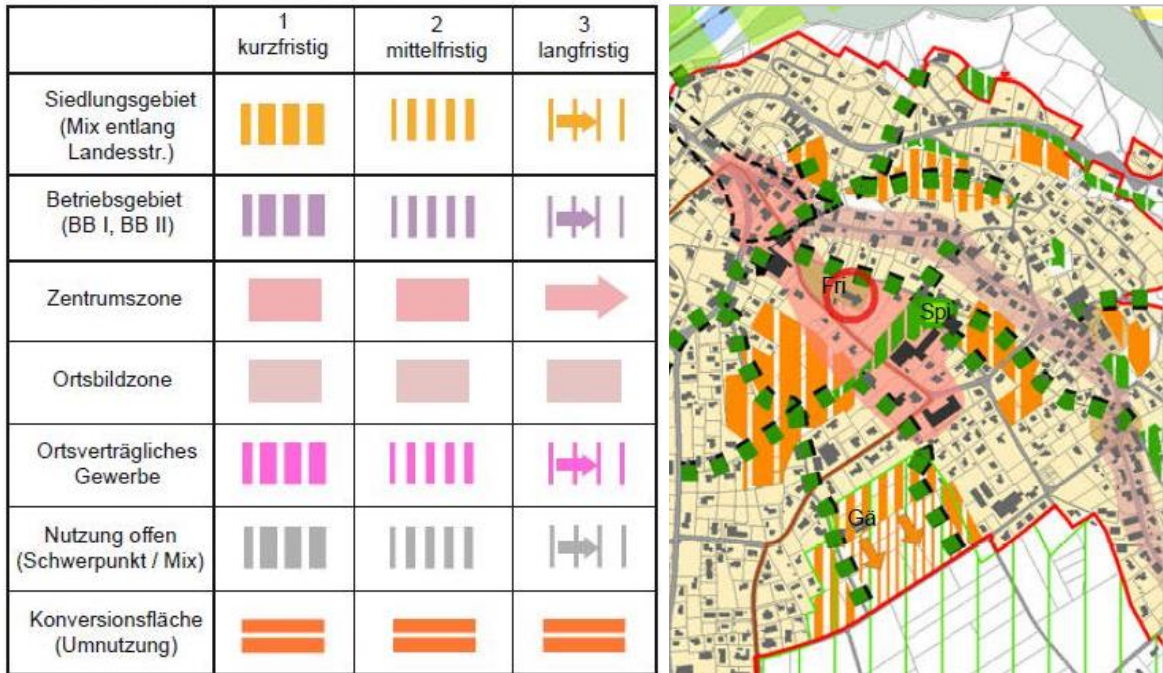 1
kurzfristig
2
mittelfristig
3
langfristig
Siedlungsgebiet
(Mix entlang
Landesstr.)
Betriebsgebiet
(BB I, BB II)
Zentrumszone
Ortsbildzone
Ortsverträgliches
Gewerbe
Nutzung offen
(Schwerpunkt / Mix)
Konversionsfläche
(Umnutzung)
Fri
Spi
Gä